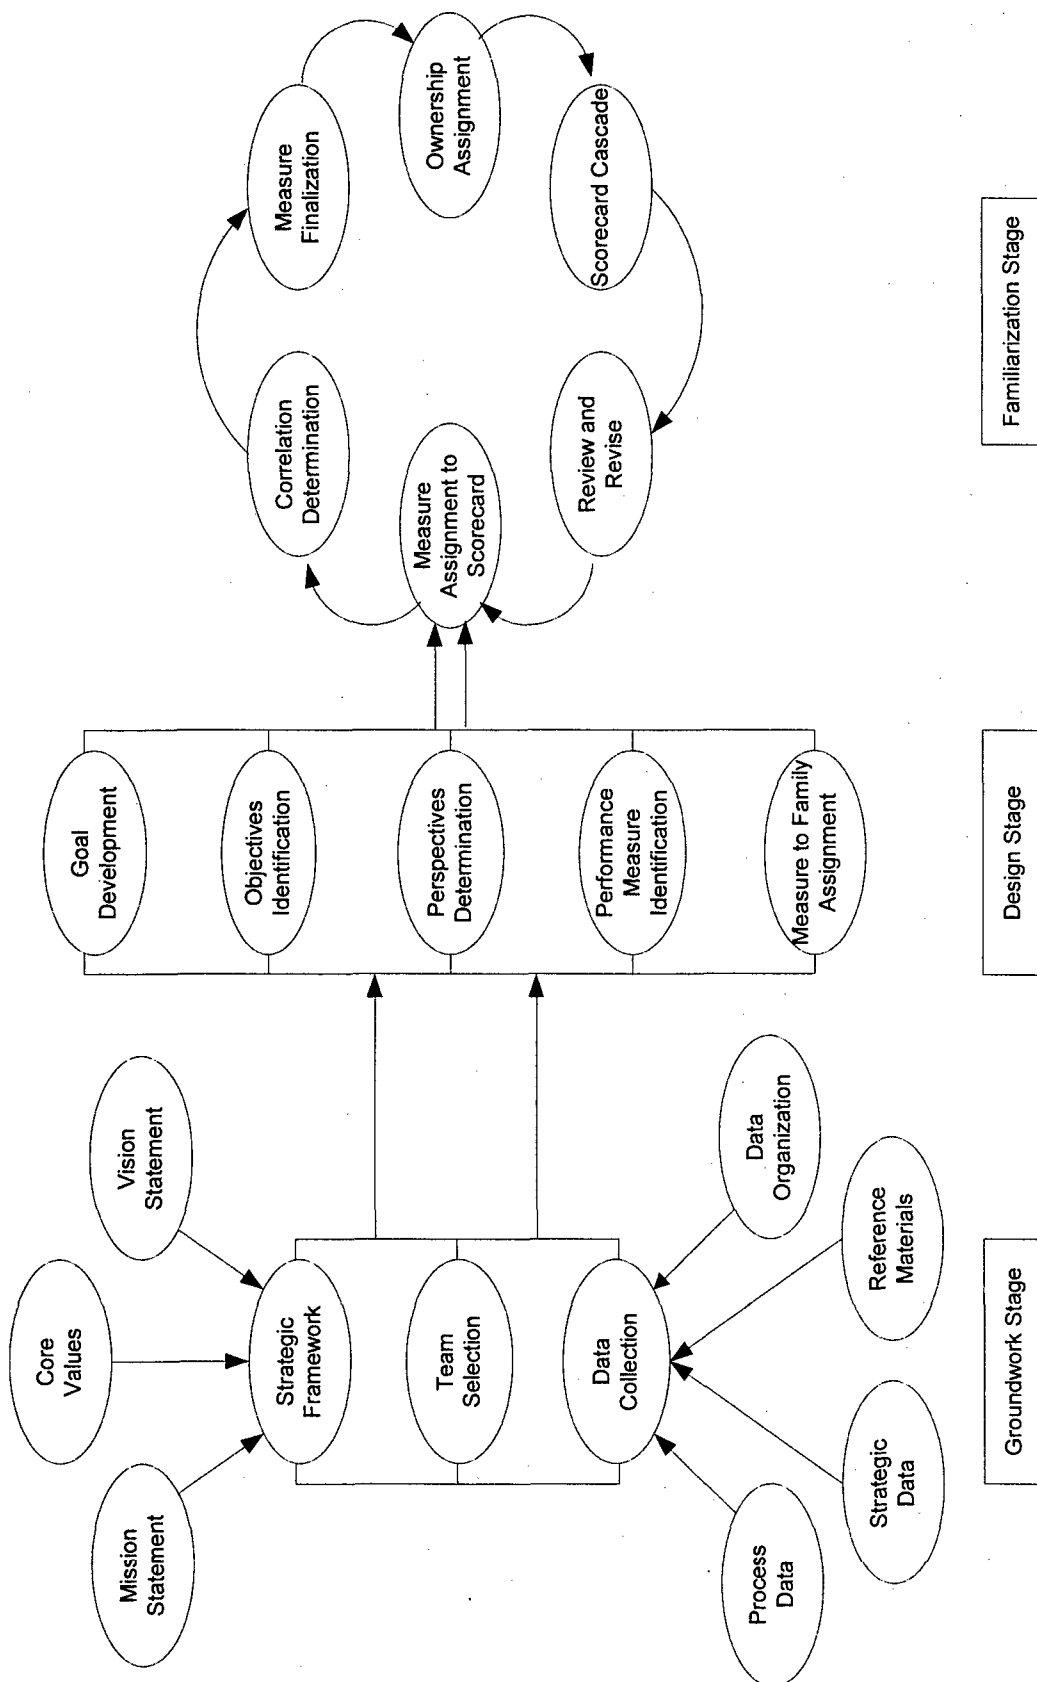 Mission
Statement
Core
Values
Vision
Statement
Strategic
Framework
Team
Selection
Data
Collection
Process
Data
Strategic
Data
Reference
Materials
Data
Organization
Groundwork Stage
Goal
Development
Objectives
Identification
Perspectives
Determination
Performance
Measure
Identification
Measure to Family
Assignment
Design Stage
Measure
Assignment to
Scorecard
Correlation
Determination
Measure
Finalization
Ownership
Assignment
Scorecard Cascade
Review and
Revise
Familiarization Stage